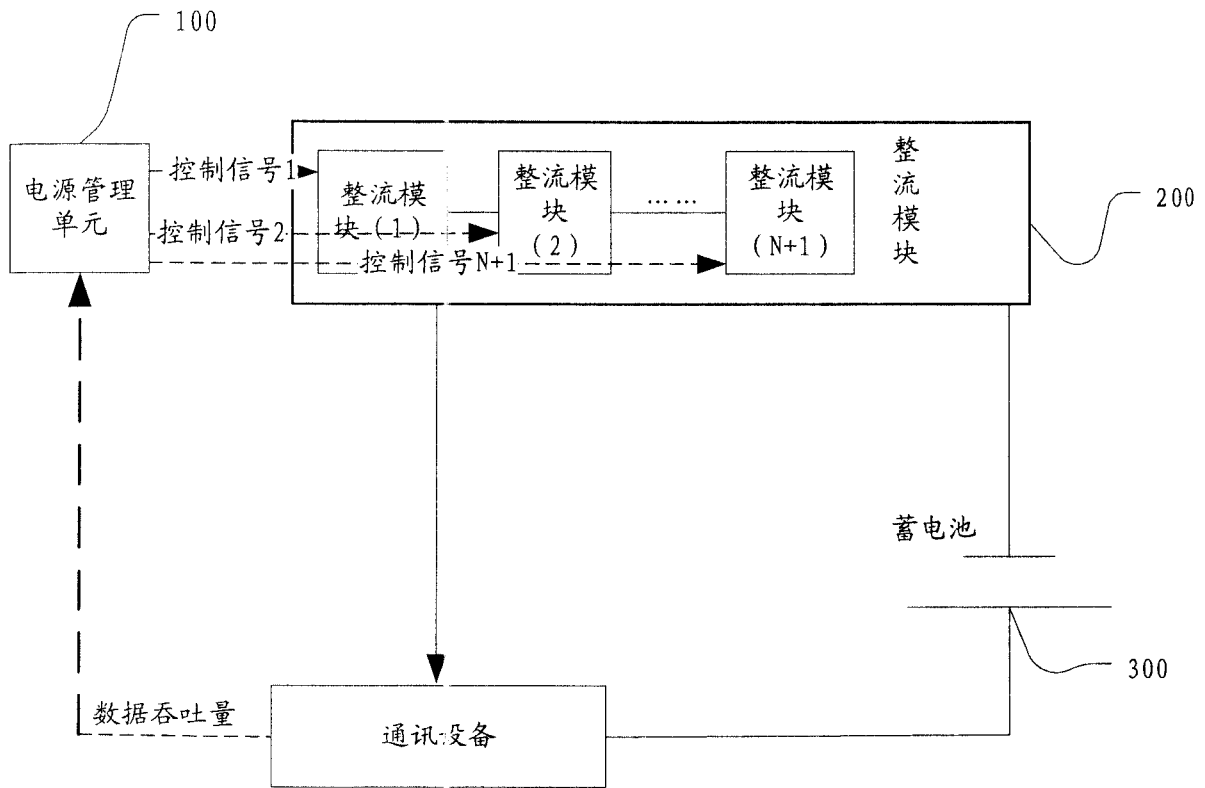 100
电源管理
单元
控制信号1
控制信号2
控制信号N+1
整流模
块(1)
整流模
块
(2)
……
整流模
块
(N+1)
整
流
模
块
200
蓄电池
300
数据吞吐量
通讯设备